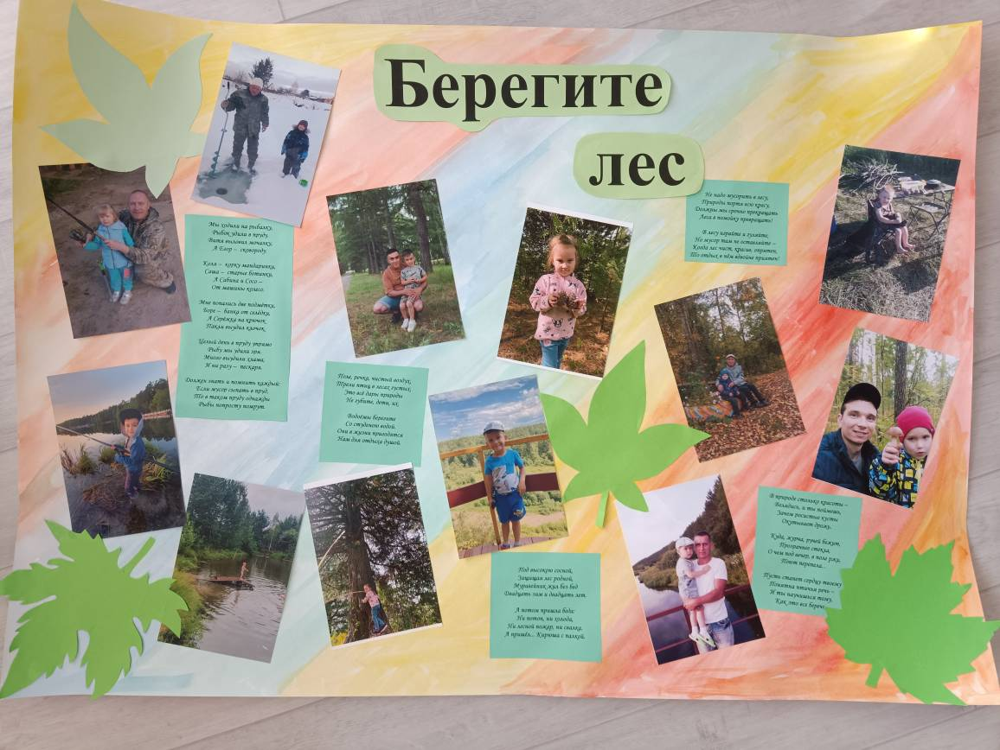 Берегите
лес
Мы ходили на рыбалку,
Рыбок удили в пруду.
Витя выловил мочалку,
А Егор – сковороду.
Коля – корку мандаринки,
Саша – старые ботинки,
А Сабина и Сосо –
От машины колесо.
Мне попались две подмётки,
Боре – банка от селёдки,
А Серёжка на крючок
Пакля выудил клочок.
Целый день в пруду упрямо
Рыбу мы удили зря.
Много выудили хлама,
И ни разу – пескаря.
Должен знать и помнить каждый:
Если мусор сыпать в пруд,
То в таком пруду однажды
Рыбы попросту помрут.
Не надо мусорить в лесу,
Природы портя всю красу,
Должны мы срочно прекращать
Леса в помойку превращать!
В лесу играйте и гуляйте,
Но мусор там не оставляйте –
Когда лес чист, красив, опрятен,
То отдых в нём вдвойне приятен!
Поле, речка, чистый воздух,
Трели птиц в лесах густых,
Это всё дары природы
Не губите, дети, их.
Водоёмы берегите
Со студеною водой.
Они в жизни пригодятся
Нам для отдыха душой.
Под высокою сосной,
Защищая лес родной,
Муравейник жил без бед
Двадцать зим и двадцать лет.
А потом пришла беда:
Ни поток, ни холода,
Ни лесной пожар, ни свалка,
А пришёл... Кирюша с палкой.
В природе столько красоты –
Вглядись, и ты поймёшь,
Зачем росистые кусты
Окутывает дрожь.
Куда, журча, ручей бежит,
Прозрачнее стекла,
О чем под вечер, в поле ржи,
Поют перепела...
Пусть станет сердцу твоему
Понятна птичья речь –
И ты научишься тому,
Как это все беречь.